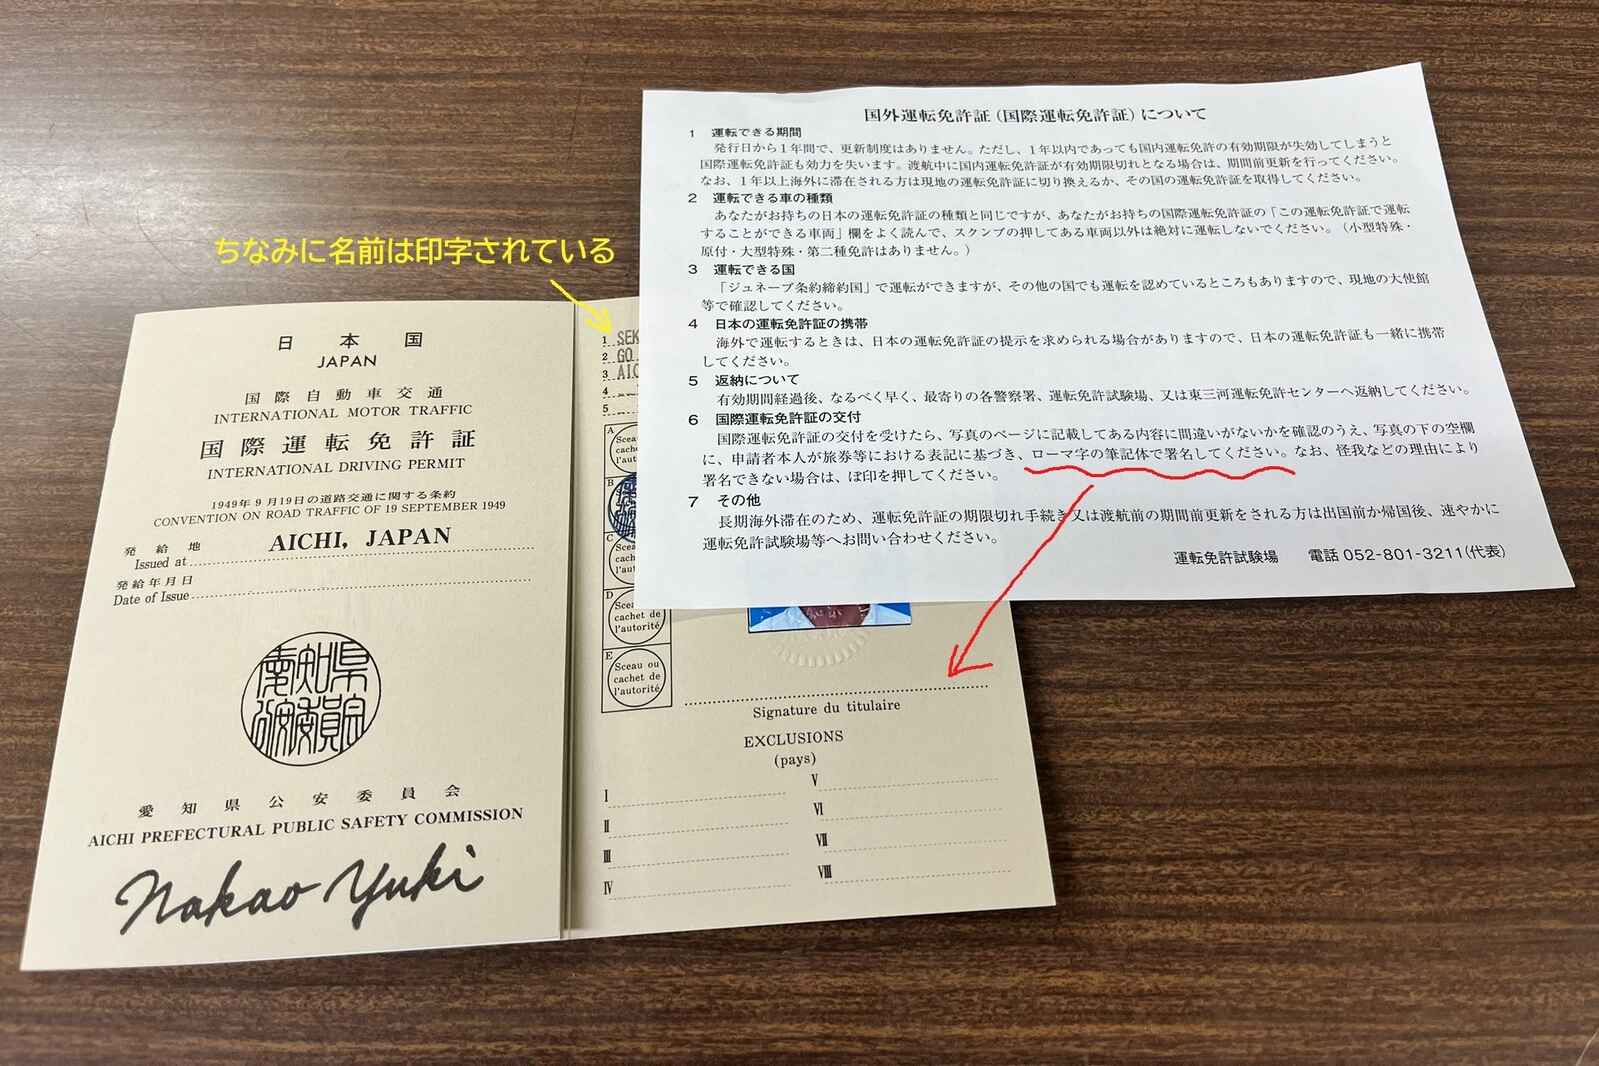 ちなみに名前は印字されている
日本国
JAPAN
国際自動車交通
INTERNATIONAL MOTOR TRAFFIC
国際運転免許証
INTERNATIONAL DRIVING PERMIT
1949年9月19日の道路交通に関する条約
CONVENTION ON ROAD TRAFFIC OF 19 SEPTEMBER 1949
発給地
Issued at AICHI, JAPAN
発給年月日
Date of Issue
愛知県公安委員会
AICHI PREFECTURAL PUBLIC SAFETY COMMISSION
Nakao Yuki
1 SEK
2 GO
3 AIC
4
5
A
Sceau
cachet
l'autor
B
C
Sceau
cachet
l'auto
D
Sceau
cachet de
l'autorité
E
Sceau ou
cachet de
l'autorité
Signature du titulaire
EXCLUSIONS
(pays)
I
II
III
IV
V
VI
VII
VIII
国外運転免許証(国際運転免許証)について
1 運転できる期間
発行日から1年間で、更新制度はありません。ただし、1年以内であっても国内運転免許の有効期限が失効してしまうと
国際運転免許証も効力を失います。渡航中に国内運転免許証が有効期限切れとなる場合は、期間前更新を行ってください。
なお、1年以上海外に滞在される方は現地の運転免許証に切り換えるか、その国の運転免許証を取得してください。
2 運転できる車の種類
あなたがお持ちの日本の運転免許証の種類と同じですが、あなたがお持ちの国際運転免許証の「この運転免許証で運転
することができる車両」欄をよく読んで、スタンプの押してある車両以外は絶対に運転しないでください。(小型特殊・
原付・大型特殊・第二種免許はありません。)
3 運転できる国
「ジュネーブ条約締約国」で運転ができますが、その他の国でも運転を認めているところもありますので、現地の大使館
等で確認してください。
4 日本の運転免許証の携帯
海外で運転するときは、日本の運転免許証の提示を求められる場合がありますので、日本の運転免許証も一緒に携帯
してください。
5 返納について
有効期間経過後、なるべく早く、最寄りの各警察署、運転免許試験場、又は東三河運転免許センターへ返納してください。
6 国際運転免許証の交付
国際運転免許証の交付を受けたら、写真のページに記載してある内容に間違いがないかを確認のうえ、写真の下の空欄
に、申請者本人が旅券等における表記に基づき、ローマ字の筆記体で署名してください。なお、怪我などの理由により
署名できない場合は、ぼ印を押してください。
7 その他
長期海外滞在のため、運転免許証の期限切れ手続き又は渡航前の期間前更新をされる方は出国前か帰国後、速やかに
運転免許試験場等へお問い合わせください。
運転免許試験場 電話 052-801-3211(代表)